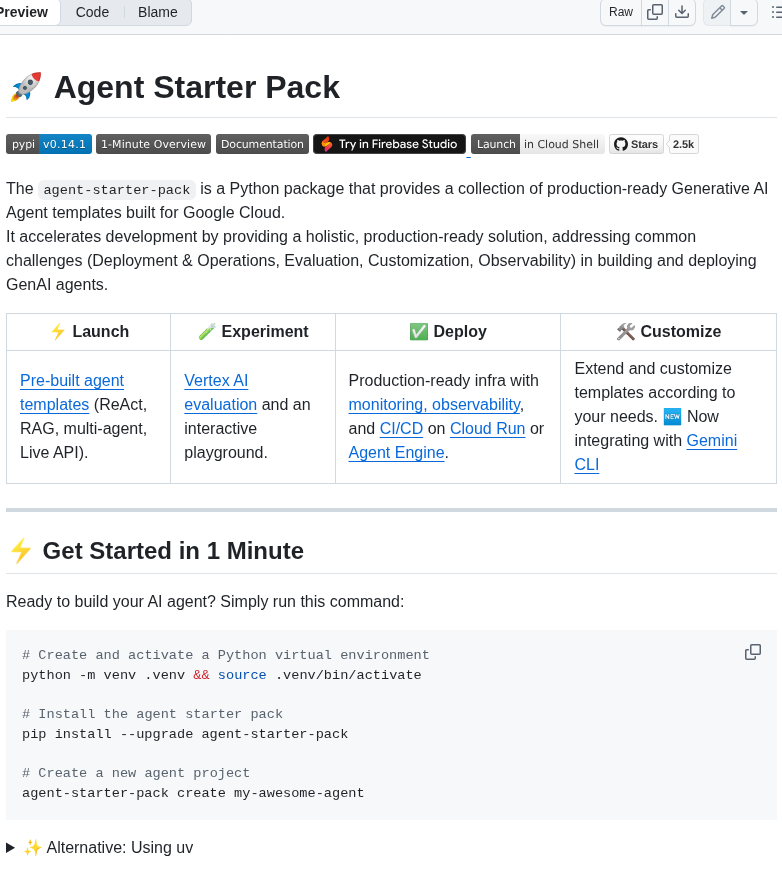 Preview Code Blame Raw
🚀 Agent Starter Pack
pypi v0.14.1 1-Minute Overview Documentation Try in Firebase Studio Launch in Cloud Shell Stars 2.5k
The agent-starter-pack is a Python package that provides a collection of production-ready Generative AI
Agent templates built for Google Cloud.
It accelerates development by providing a holistic, production-ready solution, addressing common
challenges (Deployment & Operations, Evaluation, Customization, Observability) in building and deploying
GenAI agents.
⚡ Launch
🧪 Experiment
✅ Deploy
🛠️ Customize
Pre-built agent
templates (ReAct,
RAG, multi-agent,
Live API).
Vertex AI
evaluation and an
interactive
playground.
Production-ready infra with
monitoring, observability,
and CI/CD on Cloud Run or
Agent Engine.
Extend and customize
templates according to
your needs. 🆕 Now
integrating with Gemini
CLI
⚡ Get Started in 1 Minute
Ready to build your AI agent? Simply run this command:
# Create and activate a Python virtual environment
python -m venv .venv && source .venv/bin/activate
# Install the agent starter pack
pip install --upgrade agent-starter-pack
# Create a new agent project
agent-starter-pack create my-awesome-agent
▶ ✨ Alternative: Using uv